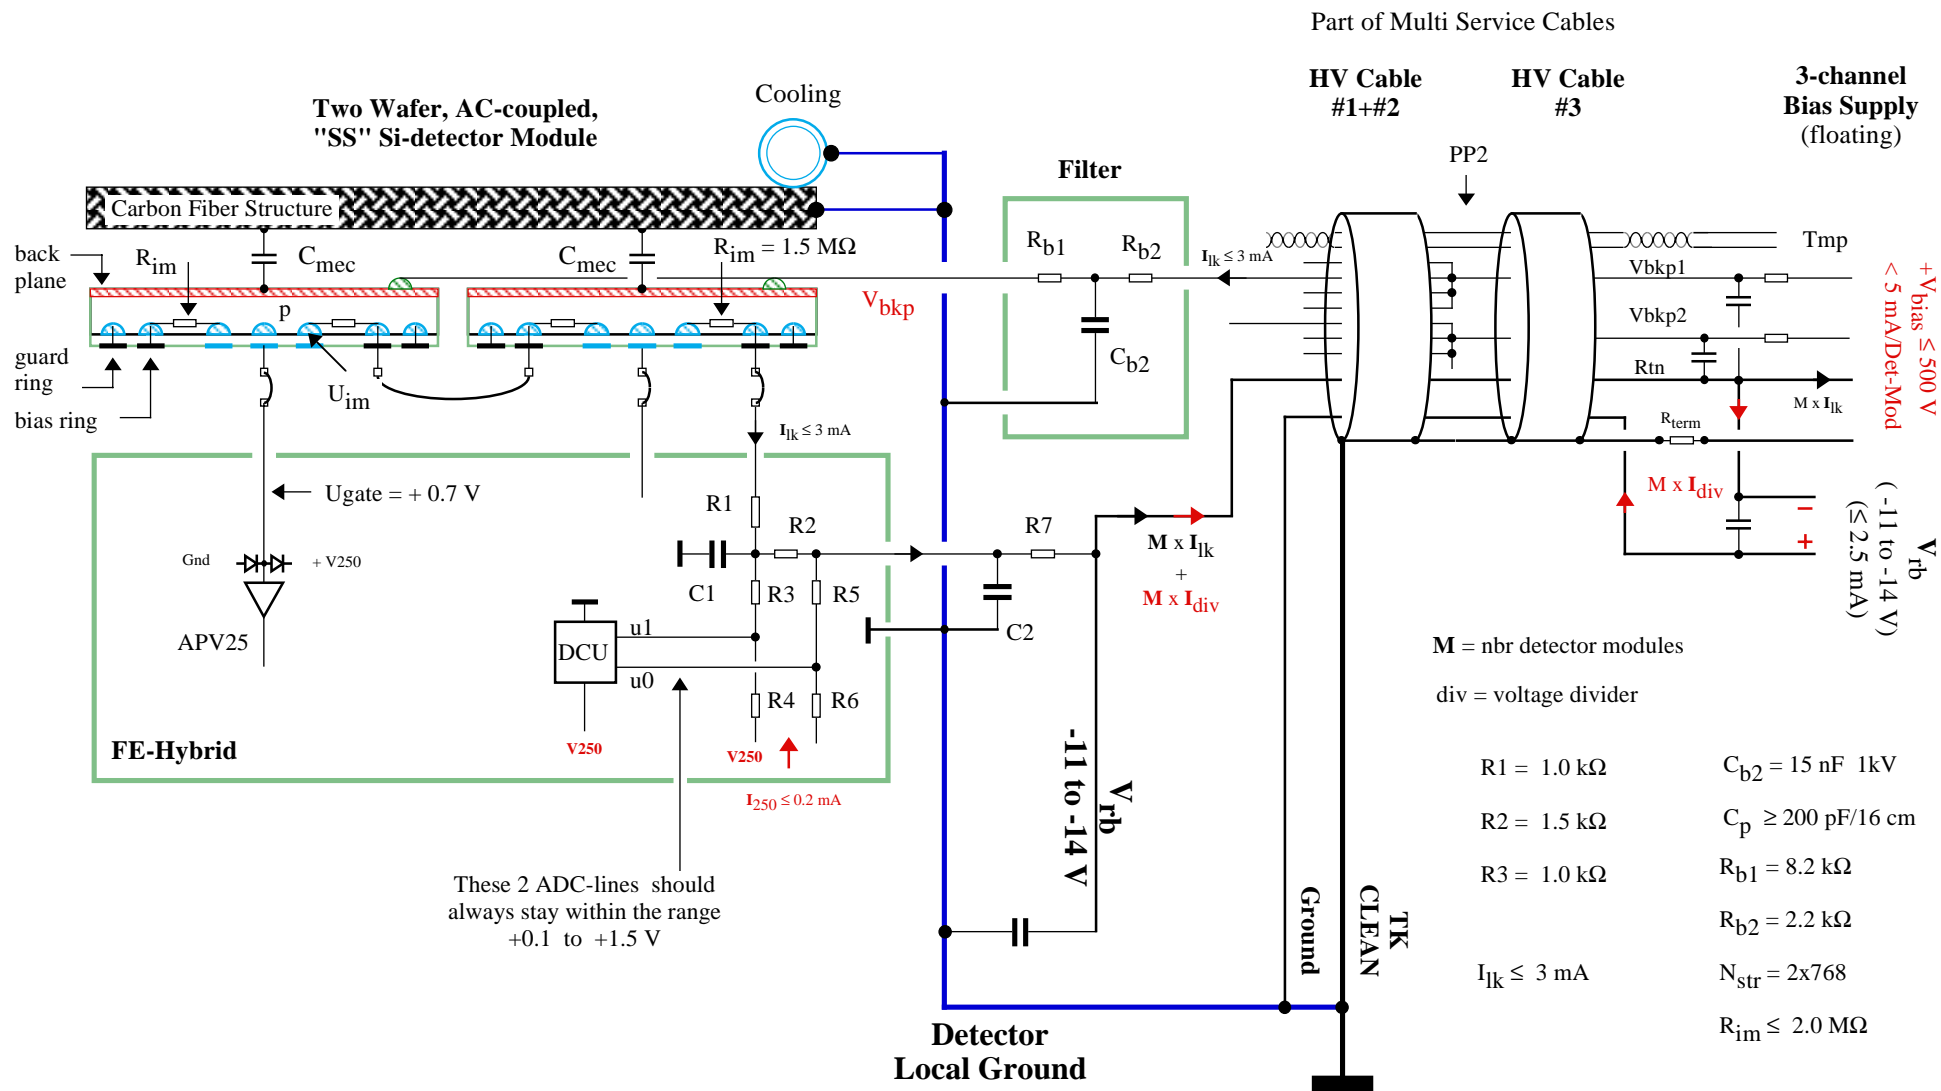 Part of Multi Service Cables
HV Cable
#1+#2
HV Cable
#3
3-channel
Bias Supply
(floating)
Two Wafer, AC-coupled,
"SS" Si-detector Module
Cooling
Filter
PP2
Carbon Fiber Structure
back
plane
Rim
Cmec
Cmec
Rim = 1.5 MΩ
Rb1
Rb2
Ilk ≤ 3 mA
Tmp
Vbkp1
Vbkp
p
Cb2
Vbkp2
guard
ring
bias ring
Uim
Rtn
M x Ilk
+Vbias ≤ 500 V
< 5 mA/Det-Mod
Ilk ≤ 3 mA
Rterm
Ugate = + 0.7 V
R1
R2
R7
M x Ilk
+
M x Idiv
M x Idiv
−
+
Vrb
( -11 to -14 V)
(≤ 2.5 mA)
Gnd
+ V250
C1
R3
R5
C2
APV25
DCU
u1
u0
R4
R6
M = nbr detector modules
div = voltage divider
FE-Hybrid
V250
V250
I250 ≤ 0.2 mA
Vrb
-11 to -14 V
R1 = 1.0 kΩ
Cb2 = 15 nF 1kV
R2 = 1.5 kΩ
Cp ≥ 200 pF/16 cm
R3 = 1.0 kΩ
Rb1 = 8.2 kΩ
Rb2 = 2.2 kΩ
Ilk ≤ 3 mA
Nstr = 2x768
Rim ≤ 2.0 MΩ
These 2 ADC-lines should
always stay within the range
+0.1 to +1.5 V
TK
CLEAN
Ground
Detector
Local Ground